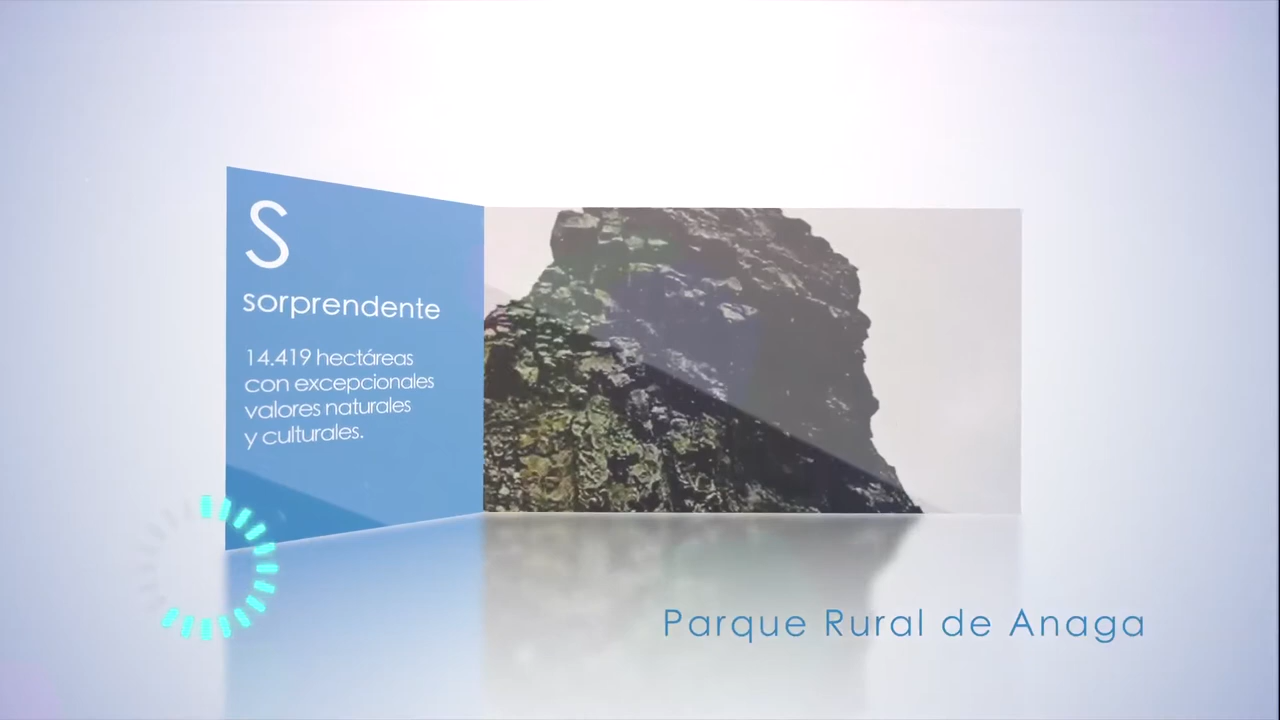 S
sorprendente
14.419 hectáreas
con excepcionales
valores naturales
y culturales.
Parque Rural de Anaga